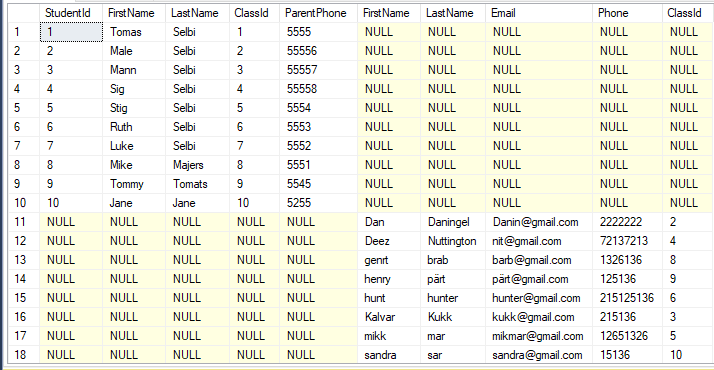 StudentId FirstName LastName ClassId ParentPhone FirstName LastName Email Phone ClassId
1 1 Tomas Selbi 1 5555 NULL NULL NULL NULL NULL
2 2 Male Selbi 2 55556 NULL NULL NULL NULL NULL
3 3 Mann Selbi 3 55557 NULL NULL NULL NULL NULL
4 4 Sig Selbi 4 55558 NULL NULL NULL NULL NULL
5 5 Stig Selbi 5 5554 NULL NULL NULL NULL NULL
6 6 Ruth Selbi 6 5553 NULL NULL NULL NULL NULL
7 7 Luke Selbi 7 5552 NULL NULL NULL NULL NULL
8 8 Mike Majers 8 5551 NULL NULL NULL NULL NULL
9 9 Tommy Tomats 9 5545 NULL NULL NULL NULL NULL
10 10 Jane Jane 10 5255 NULL NULL NULL NULL NULL
11 NULL NULL NULL NULL NULL Dan Daningel Danin@gmail.com 2222222 2
12 NULL NULL NULL NULL NULL Deez Nuttington nit@gmail.com 72137213 4
13 NULL NULL NULL NULL NULL genrt brab barb@gmail.com 1326136 8
14 NULL NULL NULL NULL NULL henry pärt pärt@gmail.com 125136 9
15 NULL NULL NULL NULL NULL hunt hunter hunter@gmail.com 215125136 6
16 NULL NULL NULL NULL NULL Kalvar Kukk kukk@gmail.com 215136 3
17 NULL NULL NULL NULL NULL mikk mar mikmar@gmail.com 12651326 5
18 NULL NULL NULL NULL NULL sandra sar sandra@gmail.com 15136 10